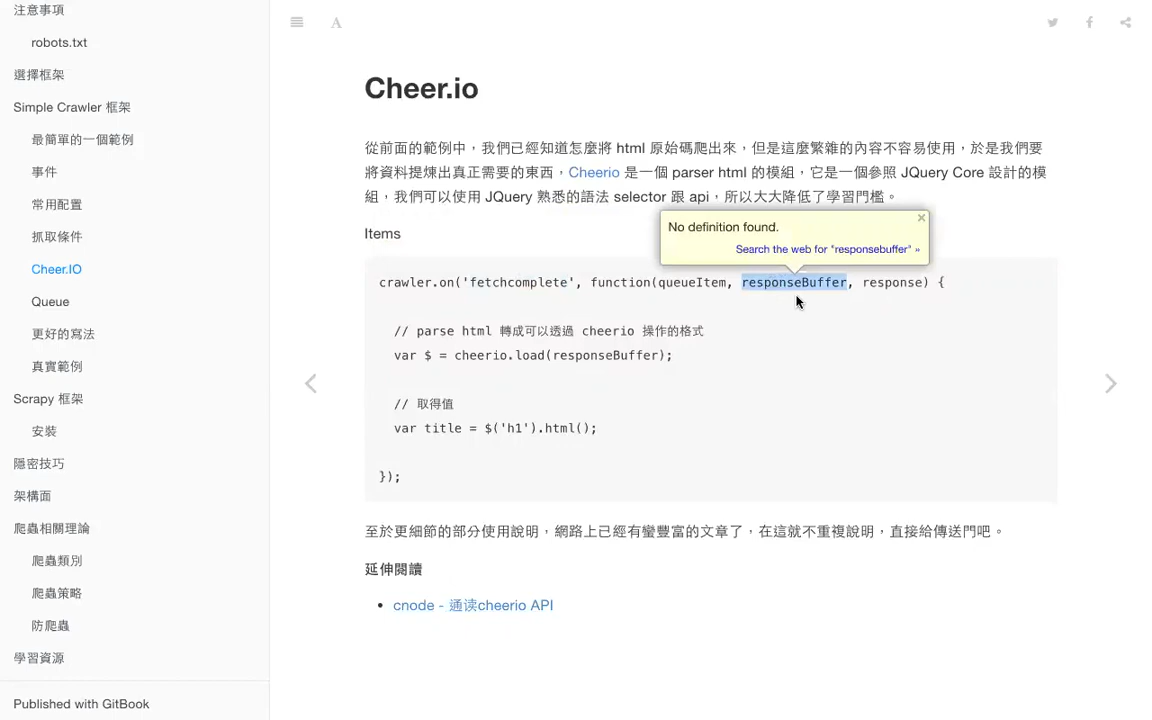 注意事項
robots.txt
選擇框架
Simple Crawler 框架
最簡單的一個範例
事件
常用配置
抓取條件
Cheer.IO
Queue
更好的寫法
真實範例
Scrapy 框架
安裝
隱密技巧
架構面
爬蟲相關理論
爬蟲類別
爬蟲策略
防爬蟲
學習資源
Published with GitBook
A
Cheer.io
從前面的範例中，我們已經知道怎麼將 html 原始碼爬出來，但是這麼繁雜的內容不容易使用，於是我們要
將資料提煉出真正需要的東西，Cheerio 是一個 parser html 的模組，它是一個參照 JQuery Core 設計的模
組，我們可以使用 JQuery 熟悉的語法 selector 跟 api，所以大大降低了學習門檻。
Items
No definition found.
Search the web for "responsebuffer" »
crawler.on('fetchcomplete', function(queueItem, responseBuffer, response) {
// parse html 轉成可以透過 cheerio 操作的格式
var $ = cheerio.load(responseBuffer);
// 取得值
var title = $('h1').html();
});
至於更細節的部分使用說明，網路上已經有蠻豐富的文章了，在這就不重複說明，直接給傳送門吧。
延伸閱讀
• cnode - 通读cheerio API